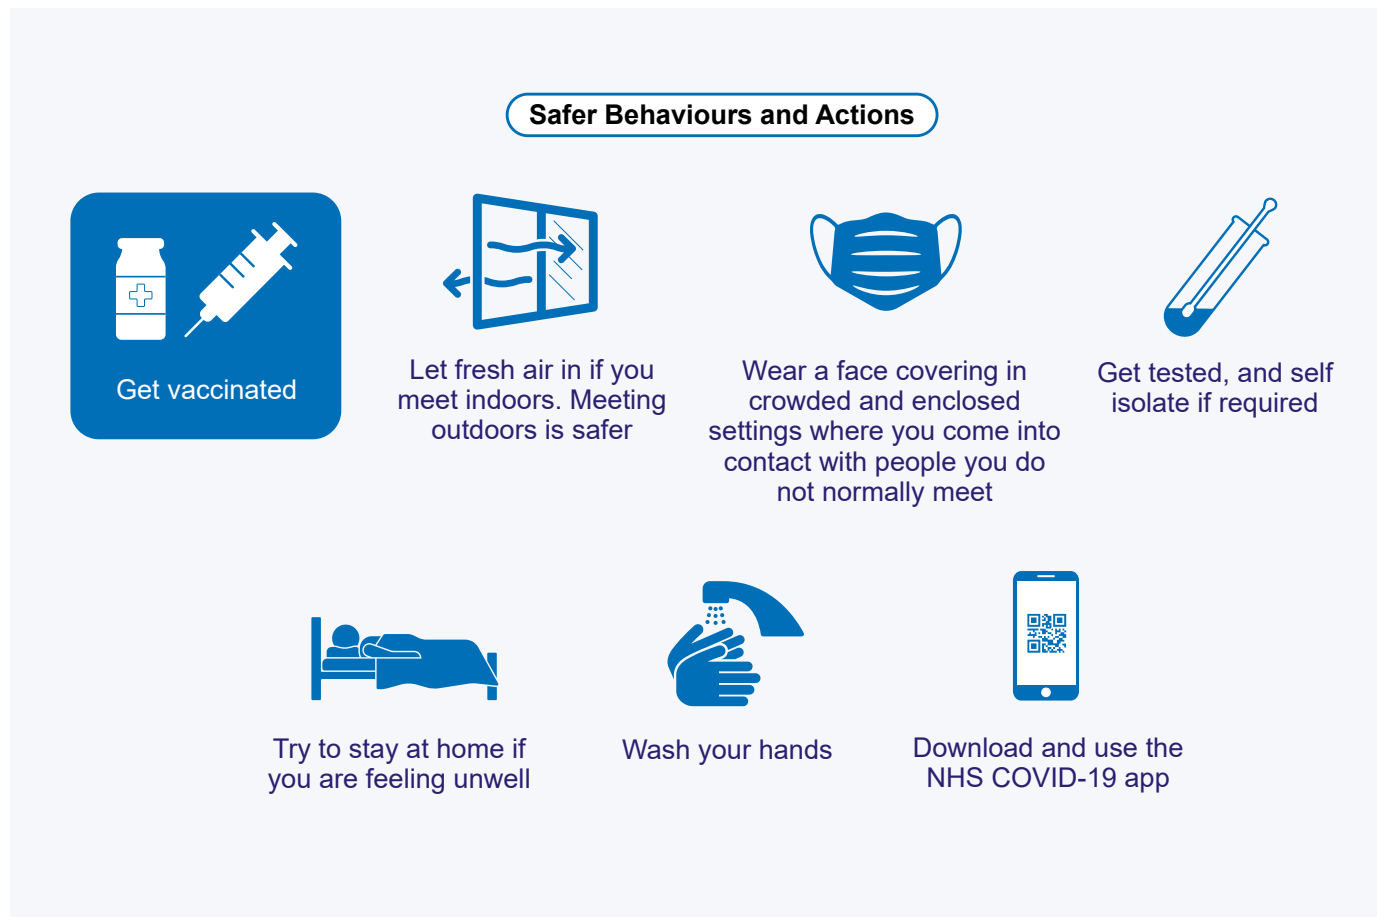 Safer Behaviours and Actions
Get vaccinated
Let fresh air in if you
meet indoors. Meeting
outdoors is safer
Wear a face covering in
crowded and enclosed
settings where you come into
contact with people you do
not normally meet
Get tested, and self
isolate if required
Try to stay at home if
you are feeling unwell
Wash your hands
Download and use the
NHS COVID-19 app